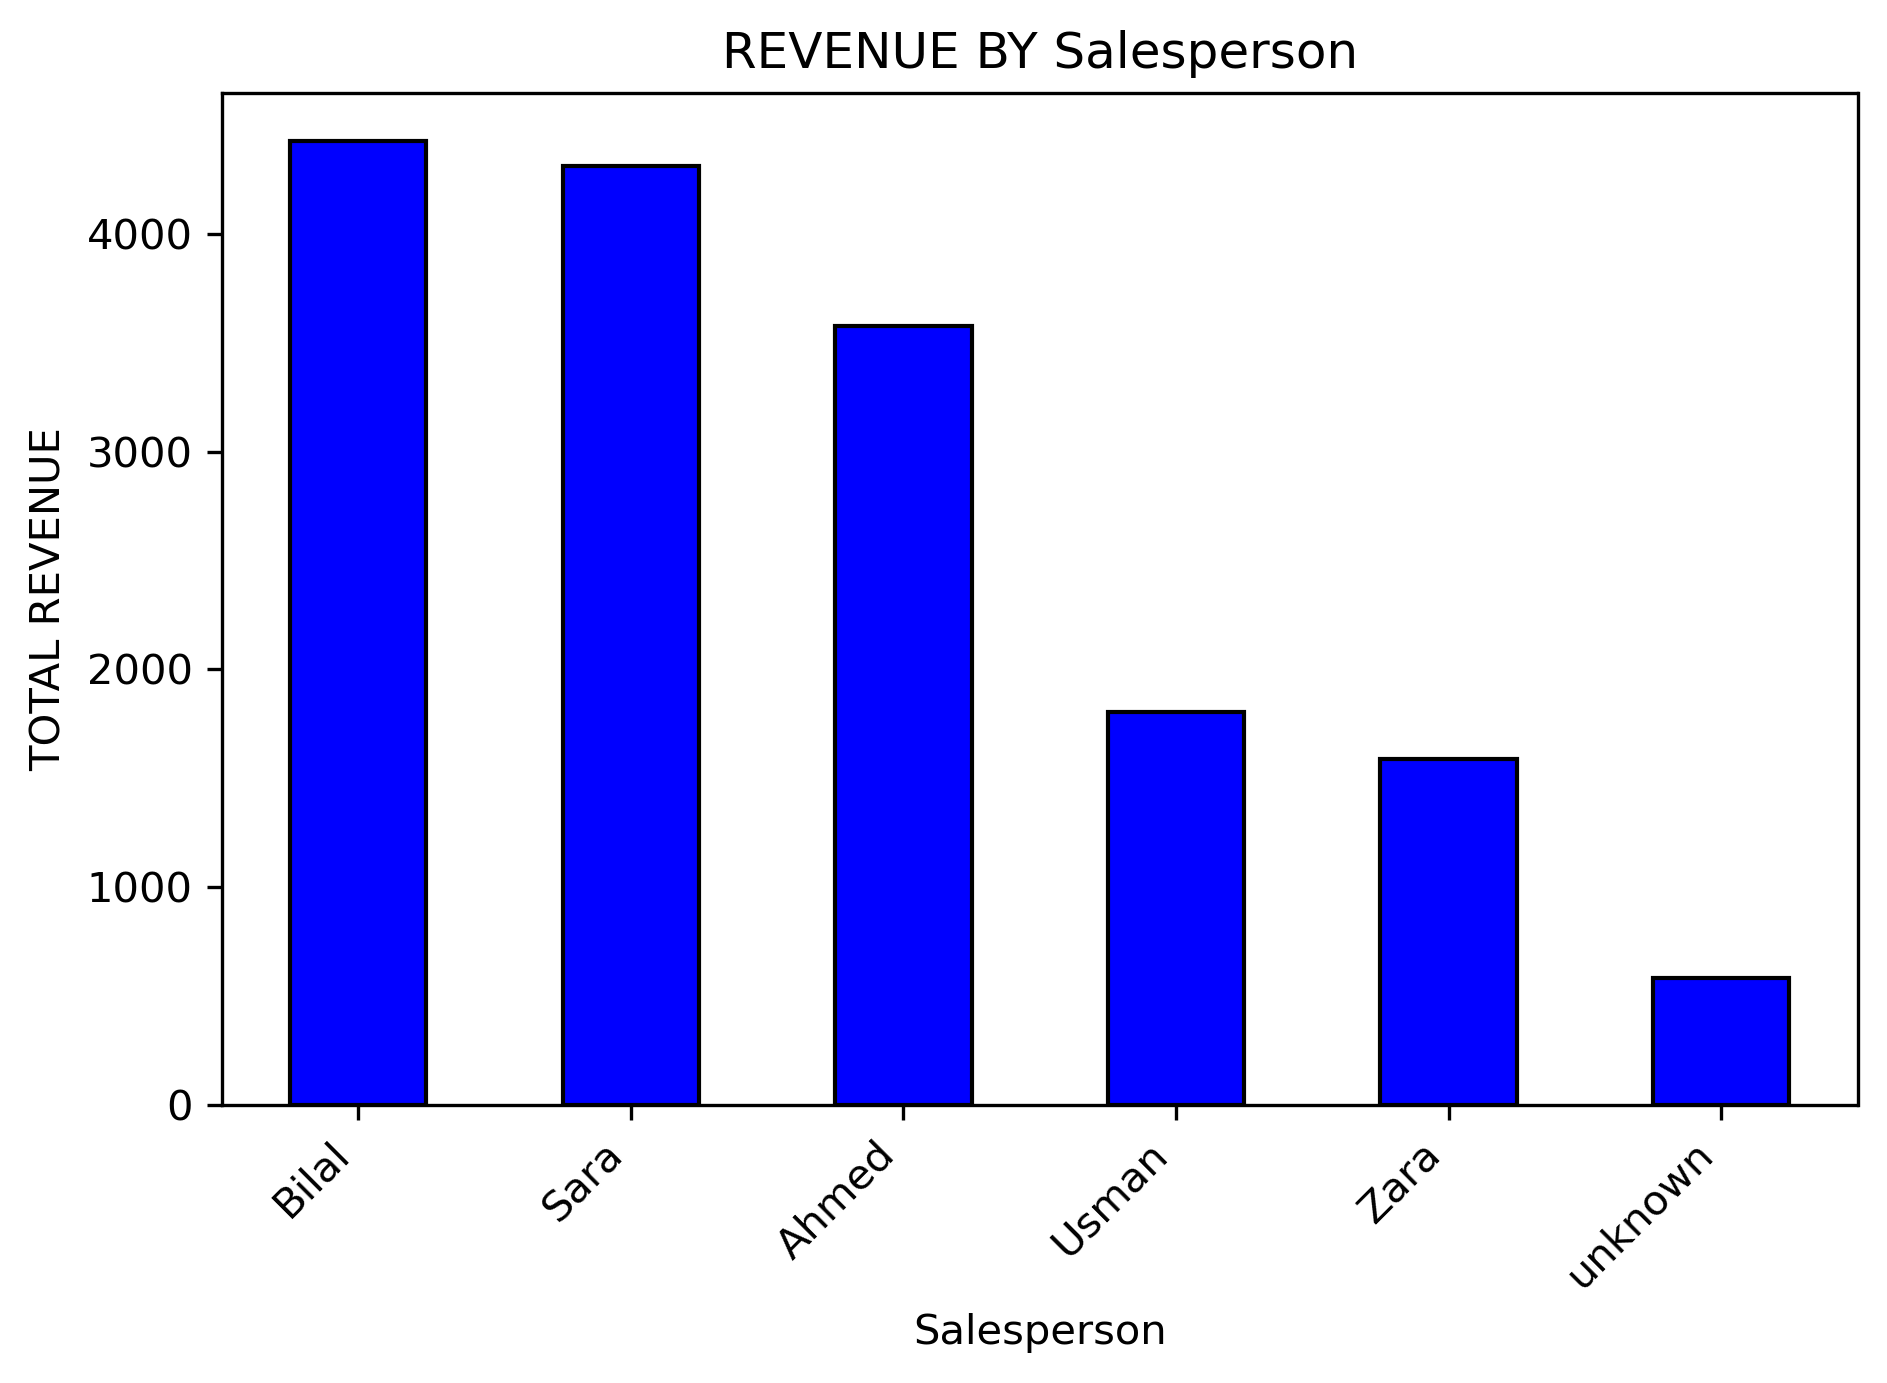 REVENUE BY Salesperson
TOTAL REVENUE
4000
3000
2000
1000
0
Bilal
Sara
Ahmed
Usman
Zara
unknown
Salesperson